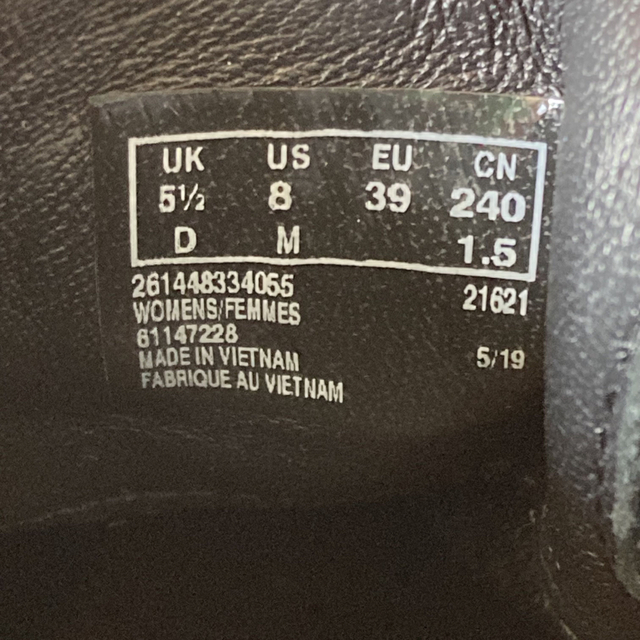 UK US EU CN
5½ 8 39 240
D M 1.5
261448334055 21621
WOMENS/FEMMES
61147228
MADE IN VIETNAM 5/19
FABRIQUE AU VIETNAM